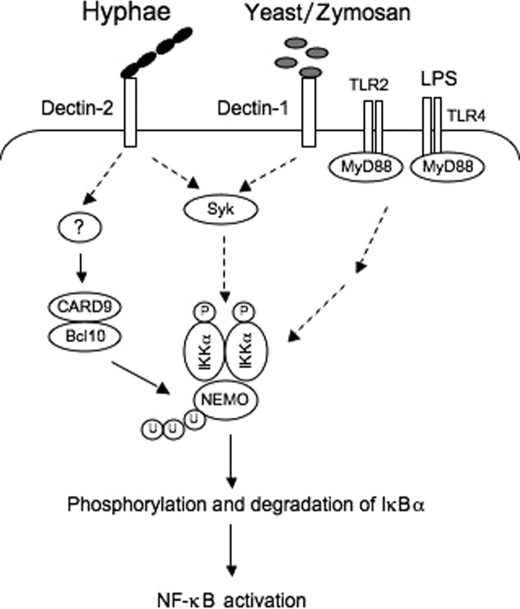 Hyphae
Yeast/Zymosan
Dectin-2
Dectin-1
TLR2
LPS
TLR4
MyD88
MyD88
?
Syk
CARD9
Bcl10
P
P
IKKα
IKKα
NEMO
U
U
U
Phosphorylation and degradation of IκBα
NF-κB activation